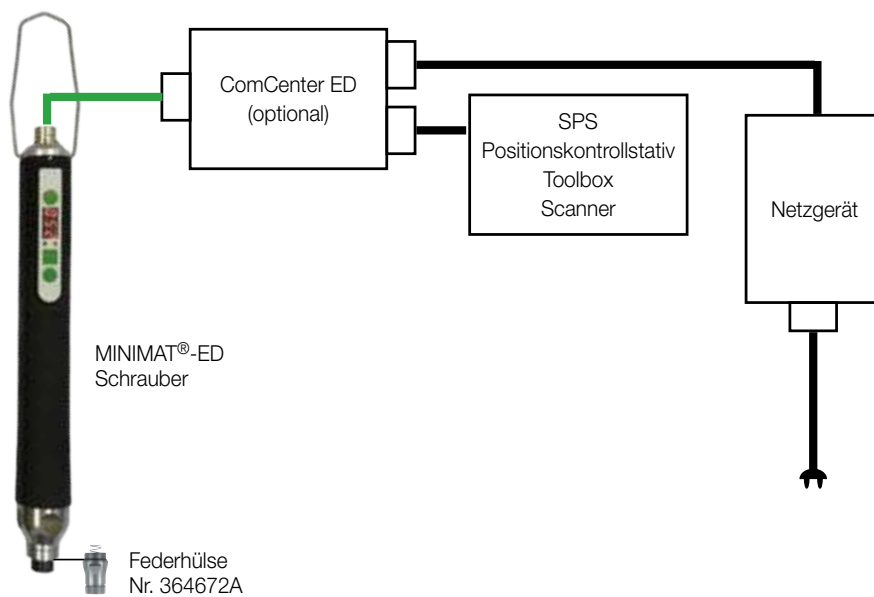 ComCenter ED
(optional)
SPS
Positionskontrollstativ
Toolbox
Scanner
Netzgerät
MINIMAT®-ED
Schrauber
Federhülse
Nr. 364672A